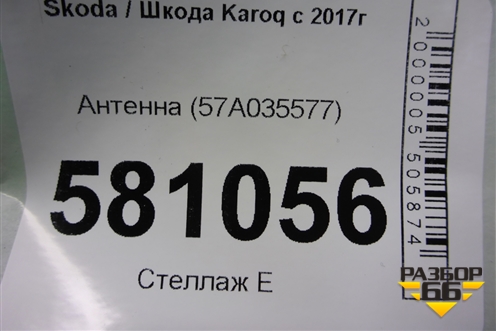 Skoda / Шкода Karoq с 2017г
Антенна (57A035577)
581056
Стеллаж Е
2000005505874
РАЗБОР
66